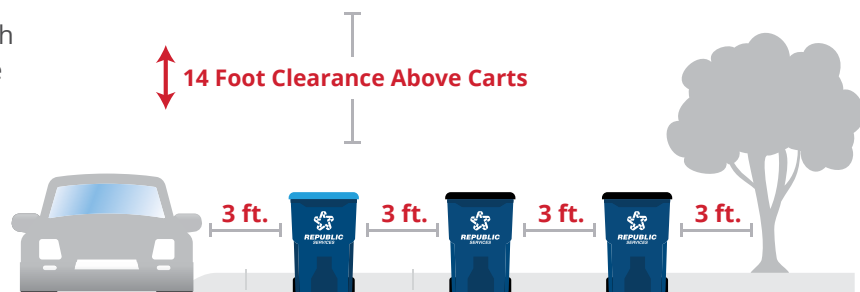 h
e
14 Foot Clearance Above Carts
3 ft.
3 ft.
3 ft.
3 ft.
REPUBLIC
SERVICES
REPUBLIC
SERVICES
REPUBLIC
SERVICES